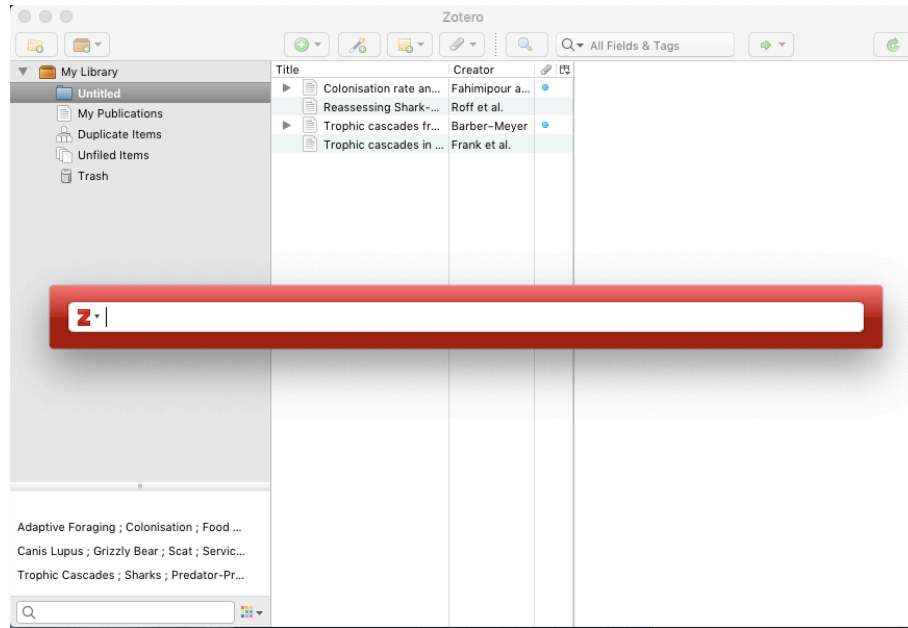 Zotero
All Fields & Tags
My Library
Untitled
My Publications
Duplicate Items
Unfiled Items
Trash
Title Creator
Colonisation rate an... Fahimipour a...
Reassessing Shark-... Roff et al.
Trophic cascades fr... Barber-Meyer
Trophic cascades in ... Frank et al.
Z
Adaptive Foraging ; Colonisation ; Food ...
Canis Lupus ; Grizzly Bear ; Scat ; Servic...
Trophic Cascades ; Sharks ; Predator-Pr...